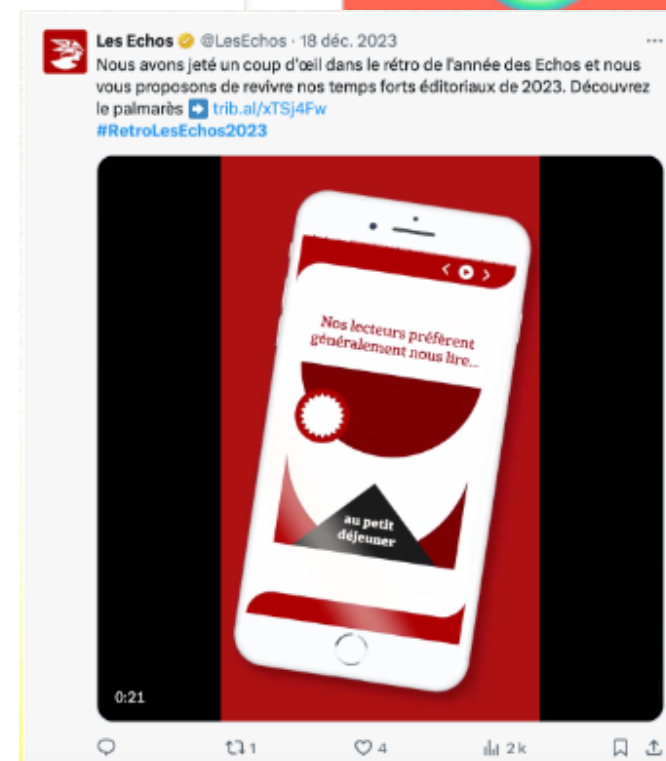 Les Echos @LesEchos · 18 déc. 2023
Nous avons jeté un coup d'œil dans le rétro de l'année des Echos et nous
vous proposons de revivre nos temps forts éditoriaux de 2023. Découvrez
le palmarès ➡️ trib.al/xTSj4Fw
#RetroLesEchos2023
Nos lecteurs préfèrent
généralement nous lire...
au petit
déjeuner
0:21
1 4 2 k